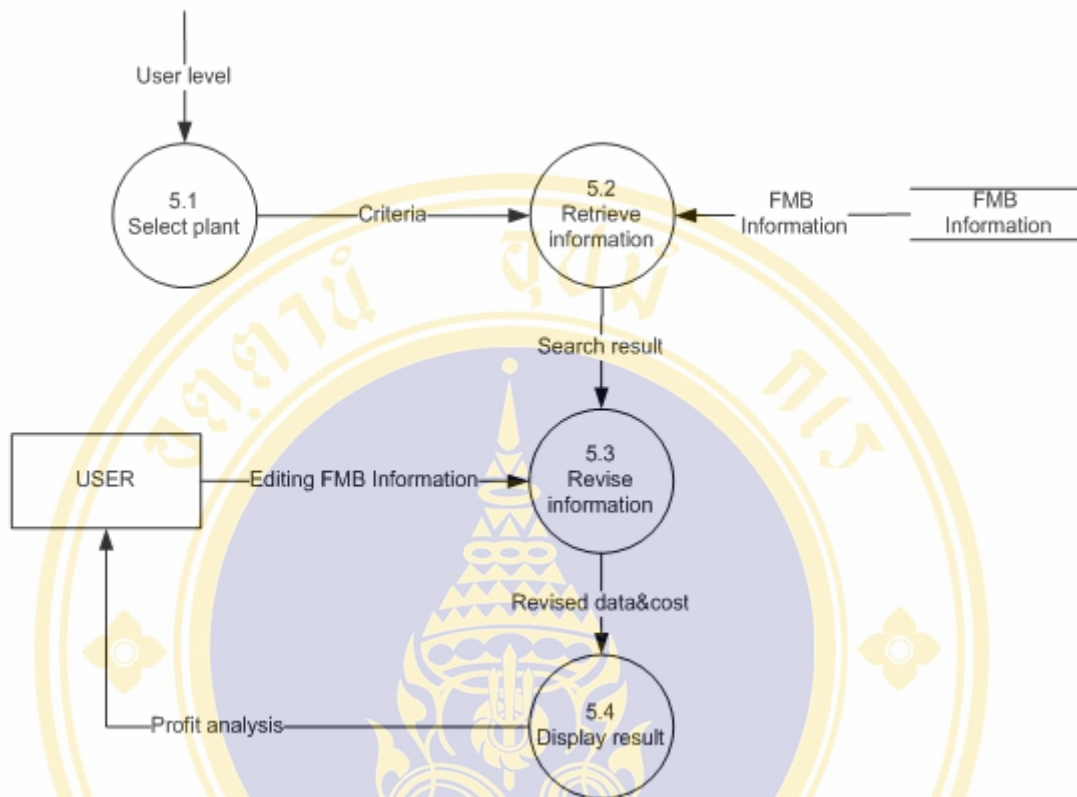 User level
5.1
Select plant
Criteria
5.2
Retrieve
information
FMB
Information
FMB
Information
Search result
USER
Editing FMB Information
5.3
Revise
information
Revised data&cost
Profit analysis
5.4
Display result